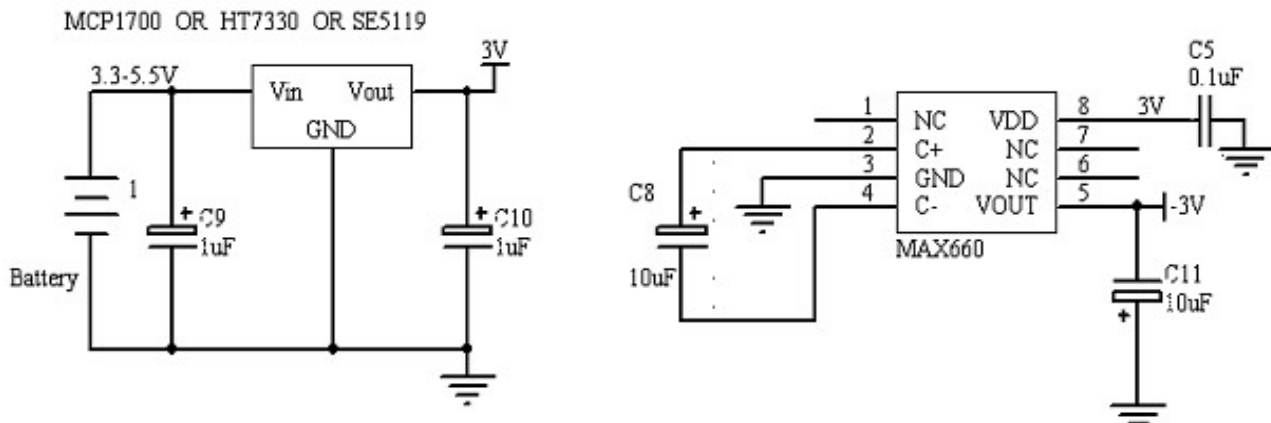 MCP1700 OR HT7330 OR SE5119
3.3-5.5V
Vin Vout
GND
3V
1
+
C9
1uF
+
C10
1uF
Battery
C5
0.1uF
1 NC VDD 8 3V
2 C+ NC 7
3 GND NC 6
4 C- VOUT 5
-3V
MAX660
C8
+
10uF
C11
10uF
+